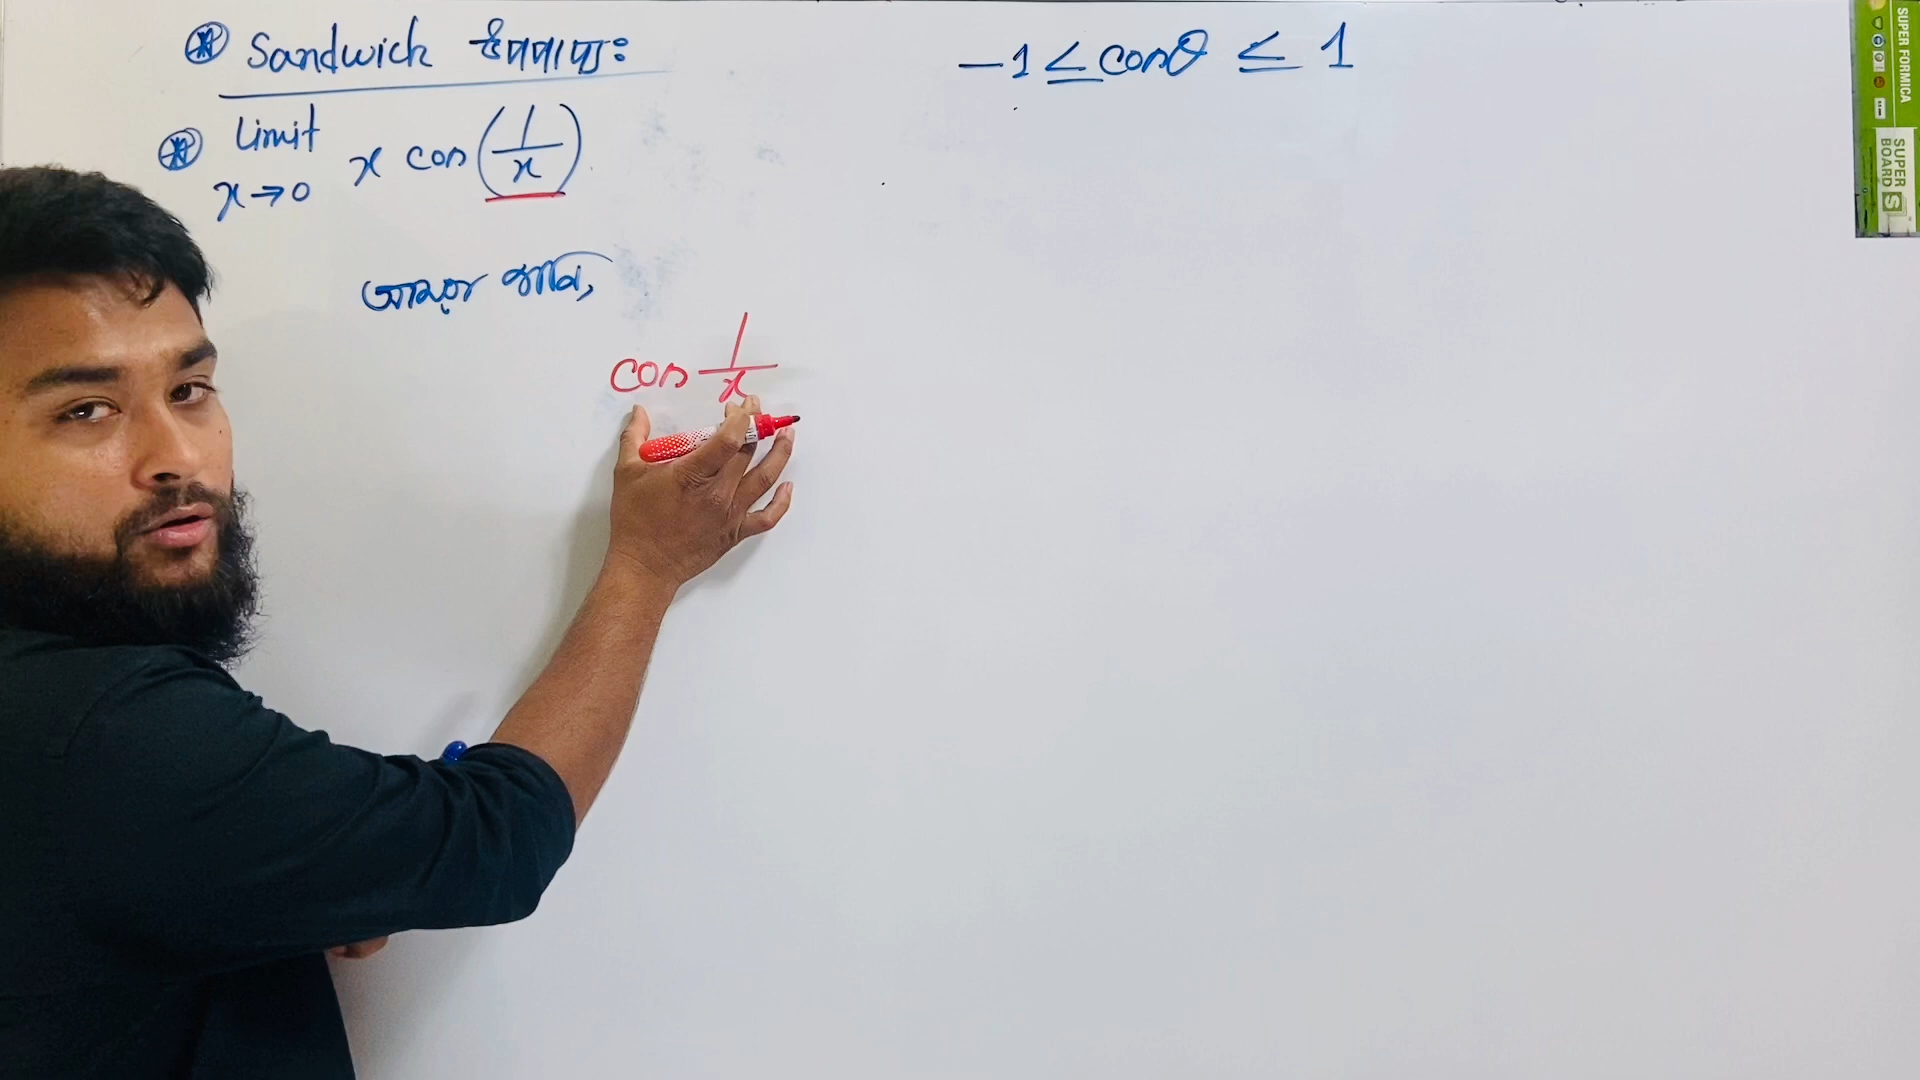 Sandwich উপপাদ্য:
-1 ≤ cosθ ≤ 1
Limit x→0 x cos(1/x)
আমরা জানি,
cos 1/x
SUPER FORMICA
SUPER BOARD S